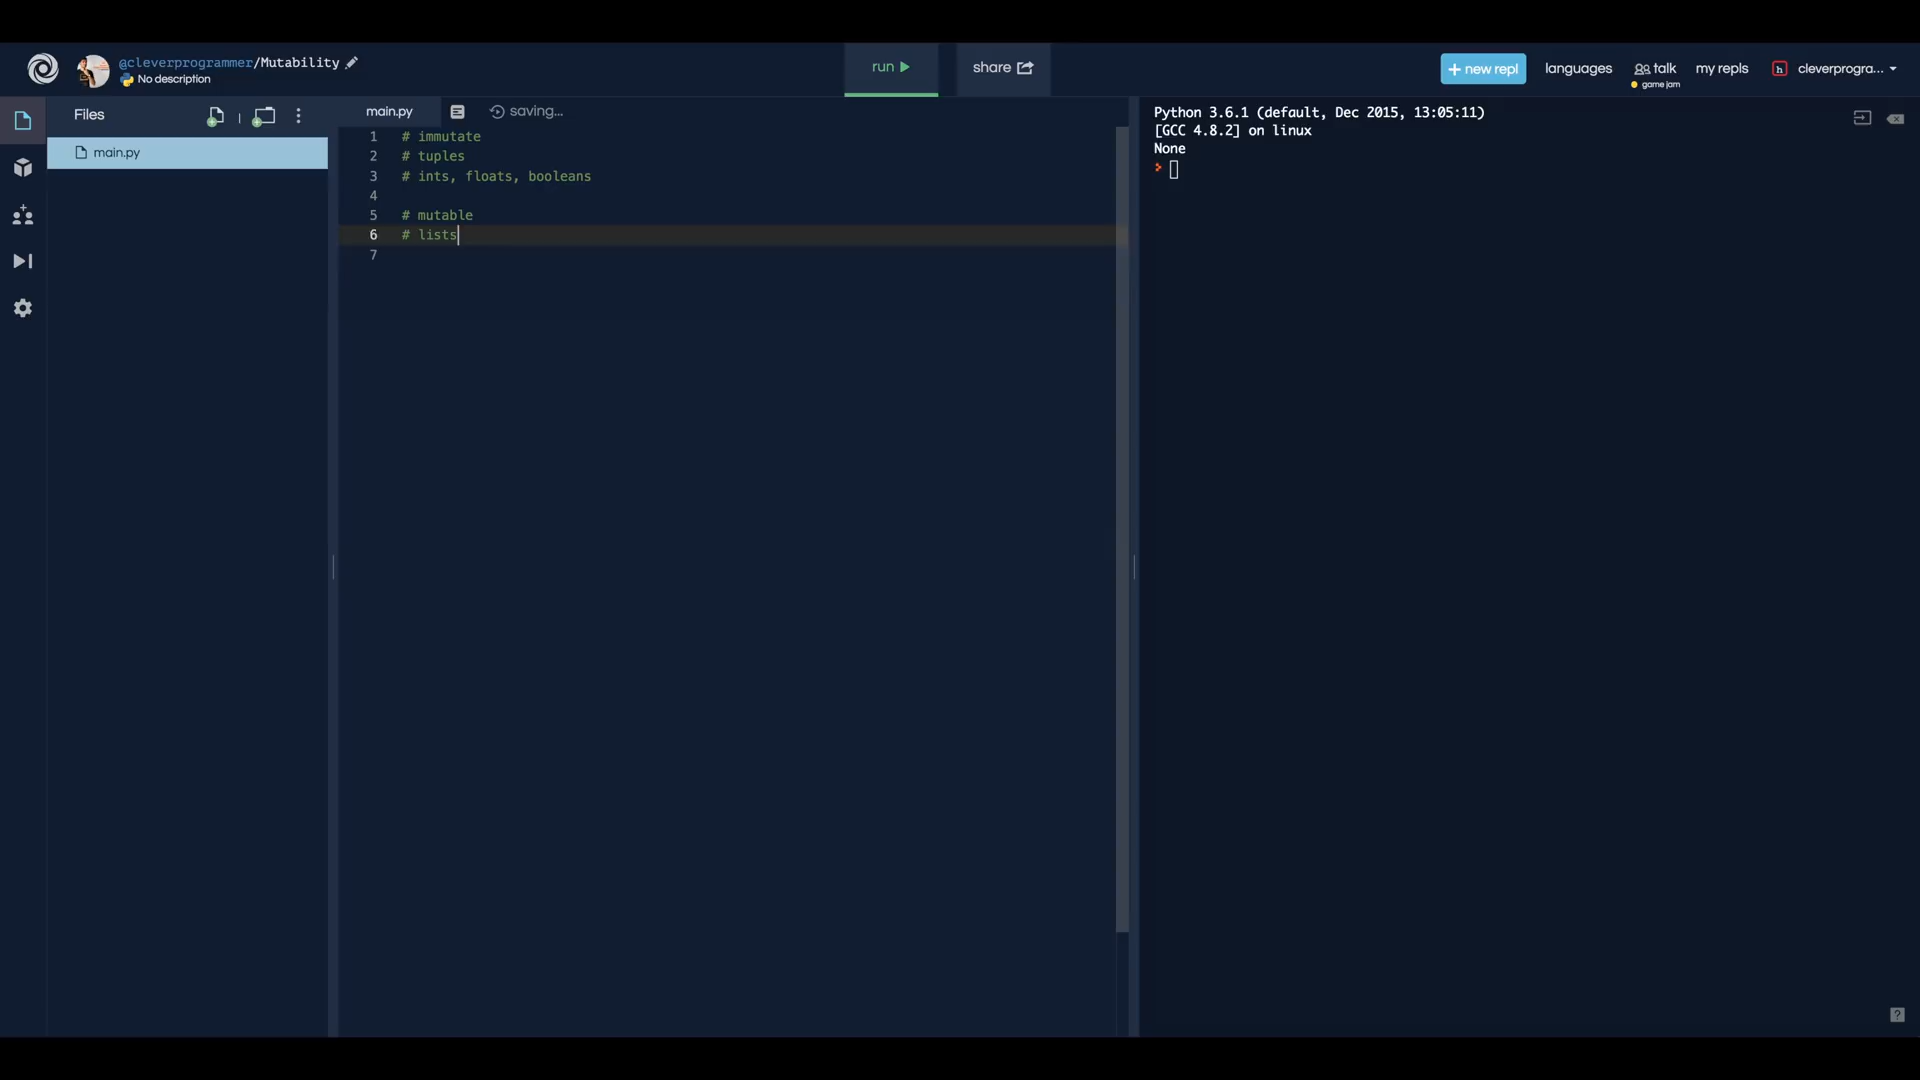 @cleverprogrammer/Mutability
No description
run
share
+ new repl
languages
talk
game jam
my repls
h
cleverprogra...
Files
main.py
saving...
main.py
1 # immutate
2 # tuples
3 # ints, floats, booleans
4
5 # mutable
6 # lists
7
Python 3.6.1 (default, Dec 2015, 13:05:11)
[GCC 4.8.2] on linux
None
>
?